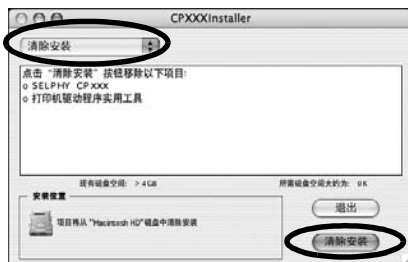 CPXXXInstaller
清除安装
点击 “清除安装” 按钮移除以下项目:
o SELPHY CPXXX
o 打印机驱动程序实用工具
现有磁盘空间: > 4GB
所需磁盘空间大约为: 0K
安装位置
项目将从 "Macintosh HD"磁盘中清除安装
退出
清除安装